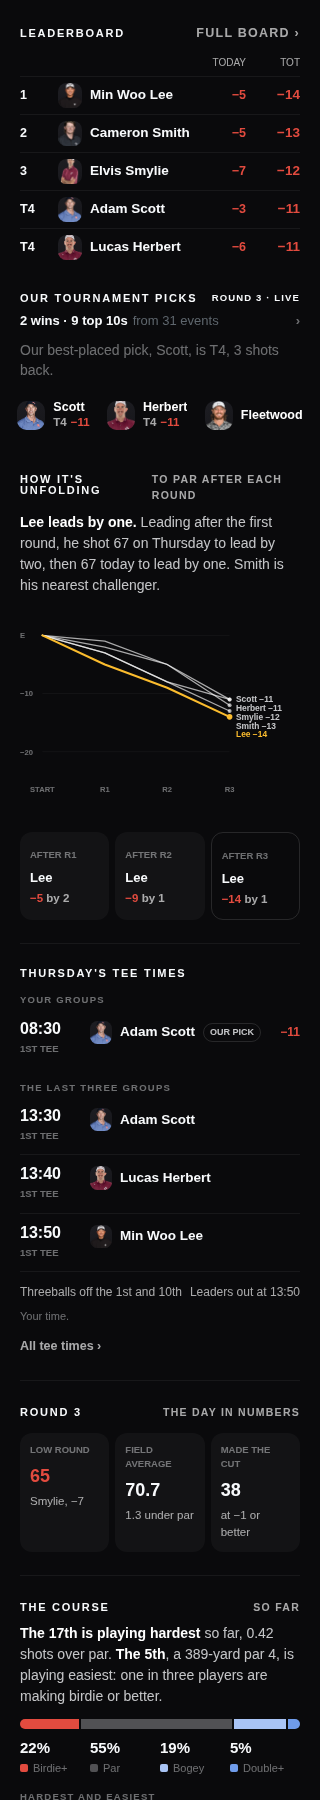 LEADERBOARD FULL BOARD ›
TODAY TOT
1 Min Woo Lee −5 −14
2 Cameron Smith −5 −13
3 Elvis Smylie −7 −12
T4 Adam Scott −3 −11
T4 Lucas Herbert −6 −11
OUR TOURNAMENT PICKS ROUND 3 · LIVE
2 wins · 9 top 10s from 31 events ›
Our best-placed pick, Scott, is T4, 3 shots
back.
Scott Herbert Fleetwood
T4 −11 T4 −11
HOW IT'S
UNFOLDING
TO PAR AFTER EACH
ROUND
Lee leads by one. Leading after the first
round, he shot 67 on Thursday to lead by
two, then 67 today to lead by one. Smith is
his nearest challenger.
E
−10
−20
Scott −11
Herbert −11
Smylie −12
Smith −13
Lee −14
START R1 R2 R3
AFTER R1
Lee
−5 by 2
AFTER R2
Lee
−9 by 1
AFTER R3
Lee
−14 by 1
THURSDAY'S TEE TIMES
YOUR GROUPS
08:30 Adam Scott OUR PICK −11
1ST TEE
THE LAST THREE GROUPS
13:30 Adam Scott
1ST TEE
13:40 Lucas Herbert
1ST TEE
13:50 Min Woo Lee
1ST TEE
Threeballs off the 1st and 10th Leaders out at 13:50
Your time.
All tee times ›
ROUND 3 THE DAY IN NUMBERS
LOW ROUND
65
Smylie, −7
FIELD
AVERAGE
70.7
1.3 under par
MADE THE
CUT
38
at −1 or
better
THE COURSE SO FAR
The 17th is playing hardest so far, 0.42
shots over par. The 5th, a 389-yard par 4, is
playing easiest: one in three players are
making birdie or better.
22% 55% 19% 5%
Birdie+ Par Bogey Double+
HARDEST AND EASIEST